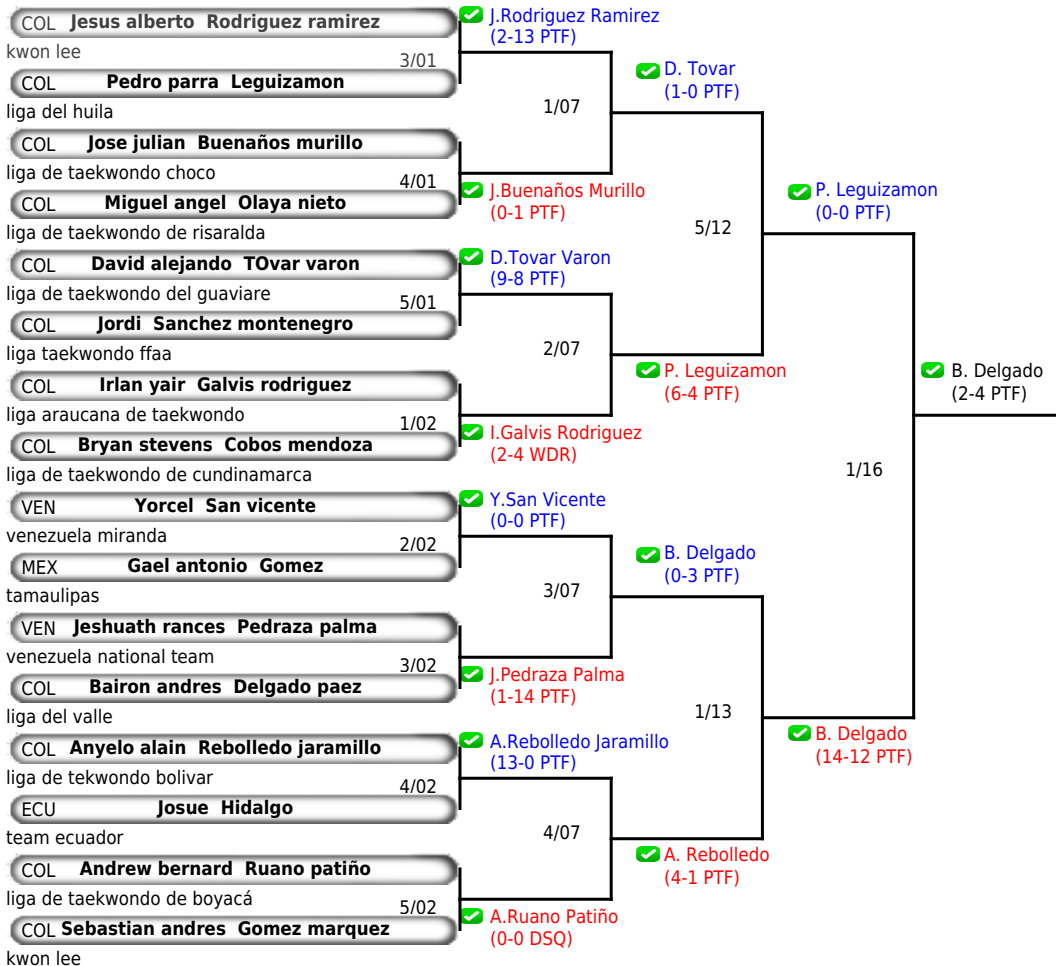 COL Jesus alberto Rodriguez ramirez
kwon lee
3/01
COL Pedro parra Leguizamon
liga del huila
COL Jose julian Buenaños murillo
liga de taekwondo choco
4/01
COL Miguel angel Olaya nieto
liga de taekwondo de risaralda
COL David alejando TOvar varon
liga de taekwondo del guaviare
5/01
COL Jordi Sanchez montenegro
liga taekwondo ffaa
COL Irlan yair Galvis rodriguez
liga araucana de taekwondo
1/02
COL Bryan stevens Cobos mendoza
liga de taekwondo de cundinamarca
VEN Yorcel San vicente
venezuela miranda
2/02
MEX Gael antonio Gomez
tamaulipas
VEN Jeshuath rances Pedraza palma
venezuela national team
3/02
COL Bairon andres Delgado paez
liga del valle
COL Anyelo alain Rebolledo jaramillo
liga de tekwondo bolivar
4/02
ECU Josue Hidalgo
team ecuador
COL Andrew bernard Ruano patiño
liga de taekwondo de boyacá
5/02
COL Sebastian andres Gomez marquez
kwon lee
J.Rodriguez Ramirez
(2-13 PTF)
1/07
J.Buenaños Murillo
(0-1 PTF)
D.Tovar Varon
(9-8 PTF)
2/07
I.Galvis Rodriguez
(2-4 WDR)
Y.San Vicente
(0-0 PTF)
3/07
J.Pedraza Palma
(1-14 PTF)
A.Rebolledo Jaramillo
(13-0 PTF)
4/07
A.Ruano Patiño
(0-0 DSQ)
D. Tovar
(1-0 PTF)
5/12
P. Leguizamon
(6-4 PTF)
B. Delgado
(0-3 PTF)
1/13
A. Rebolledo
(4-1 PTF)
P. Leguizamon
(0-0 PTF)
1/16
B. Delgado
(14-12 PTF)
B. Delgado
(2-4 PTF)